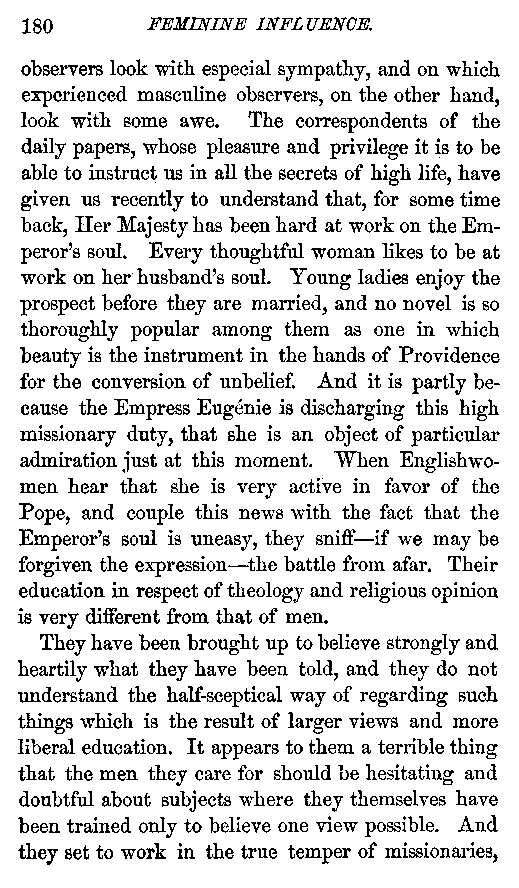 180 FEMININE INFLUENCE.
observers look with especial sympathy, and on which
experienced masculine observers, on the other hand,
look with some awe. The correspondents of the
daily papers, whose pleasure and privilege it is to be
able to instruct us in all the secrets of high life, have
given us recently to understand that, for some time
back, Her Majesty has been hard at work on the Em-
peror's soul. Every thoughtful woman likes to be at
work on her husband's soul. Young ladies enjoy the
prospect before they are married, and no novel is so
thoroughly popular among them as one in which
beauty is the instrument in the hands of Providence
for the conversion of unbelief. And it is partly be-
cause the Empress Eugénie is discharging this high
missionary duty, that she is an object of particular
admiration just at this moment. When Englishwo-
men hear that she is very active in favor of the
Pope, and couple this news with the fact that the
Emperor's soul is uneasy, they sniff—if we may be
forgiven the expression—the battle from afar. Their
education in respect of theology and religious opinion
is very different from that of men.
They have been brought up to believe strongly and
heartily what they have been told, and they do not
understand the half-sceptical way of regarding such
things which is the result of larger views and more
liberal education. It appears to them a terrible thing
that the men they care for should be hesitating and
doubtful about subjects where they themselves have
been trained only to believe one view possible. And
they set to work in the true temper of missionaries,